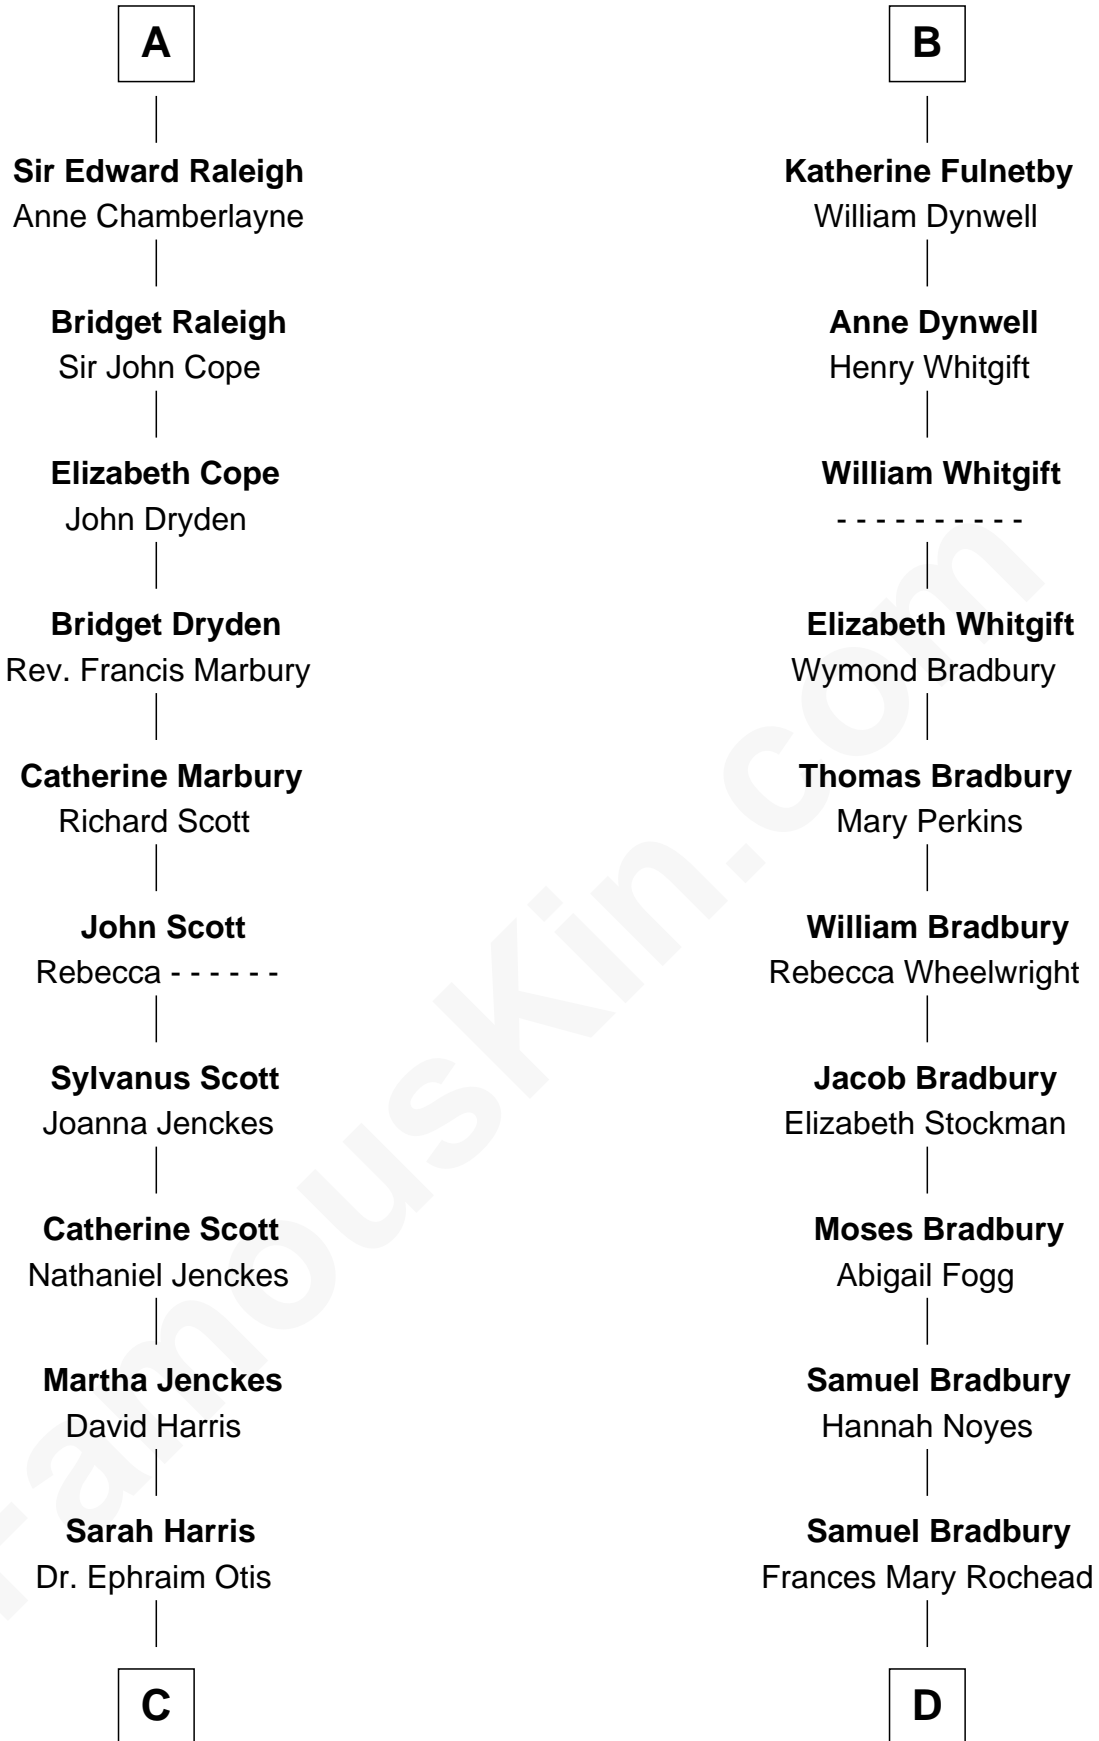 A
Sir Edward Raleigh
Anne Chamberlayne
Bridget Raleigh
Sir John Cope
Elizabeth Cope
John Dryden
Bridget Dryden
Rev. Francis Marbury
Catherine Marbury
Richard Scott
John Scott
Rebecca - - - - - -
Sylvanus Scott
Joanna Jenckes
Catherine Scott
Nathaniel Jenckes
Martha Jenckes
David Harris
Sarah Harris
Dr. Ephraim Otis
C
B
Katherine Fulnetby
William Dynwell
Anne Dynwell
Henry Whitgift
William Whitgift
- - - - - - - - - -
Elizabeth Whitgift
Wymond Bradbury
Thomas Bradbury
Mary Perkins
William Bradbury
Rebecca Wheelwright
Jacob Bradbury
Elizabeth Stockman
Moses Bradbury
Abigail Fogg
Samuel Bradbury
Hannah Noyes
Samuel Bradbury
Frances Mary Rochead
D
FamousKin.com